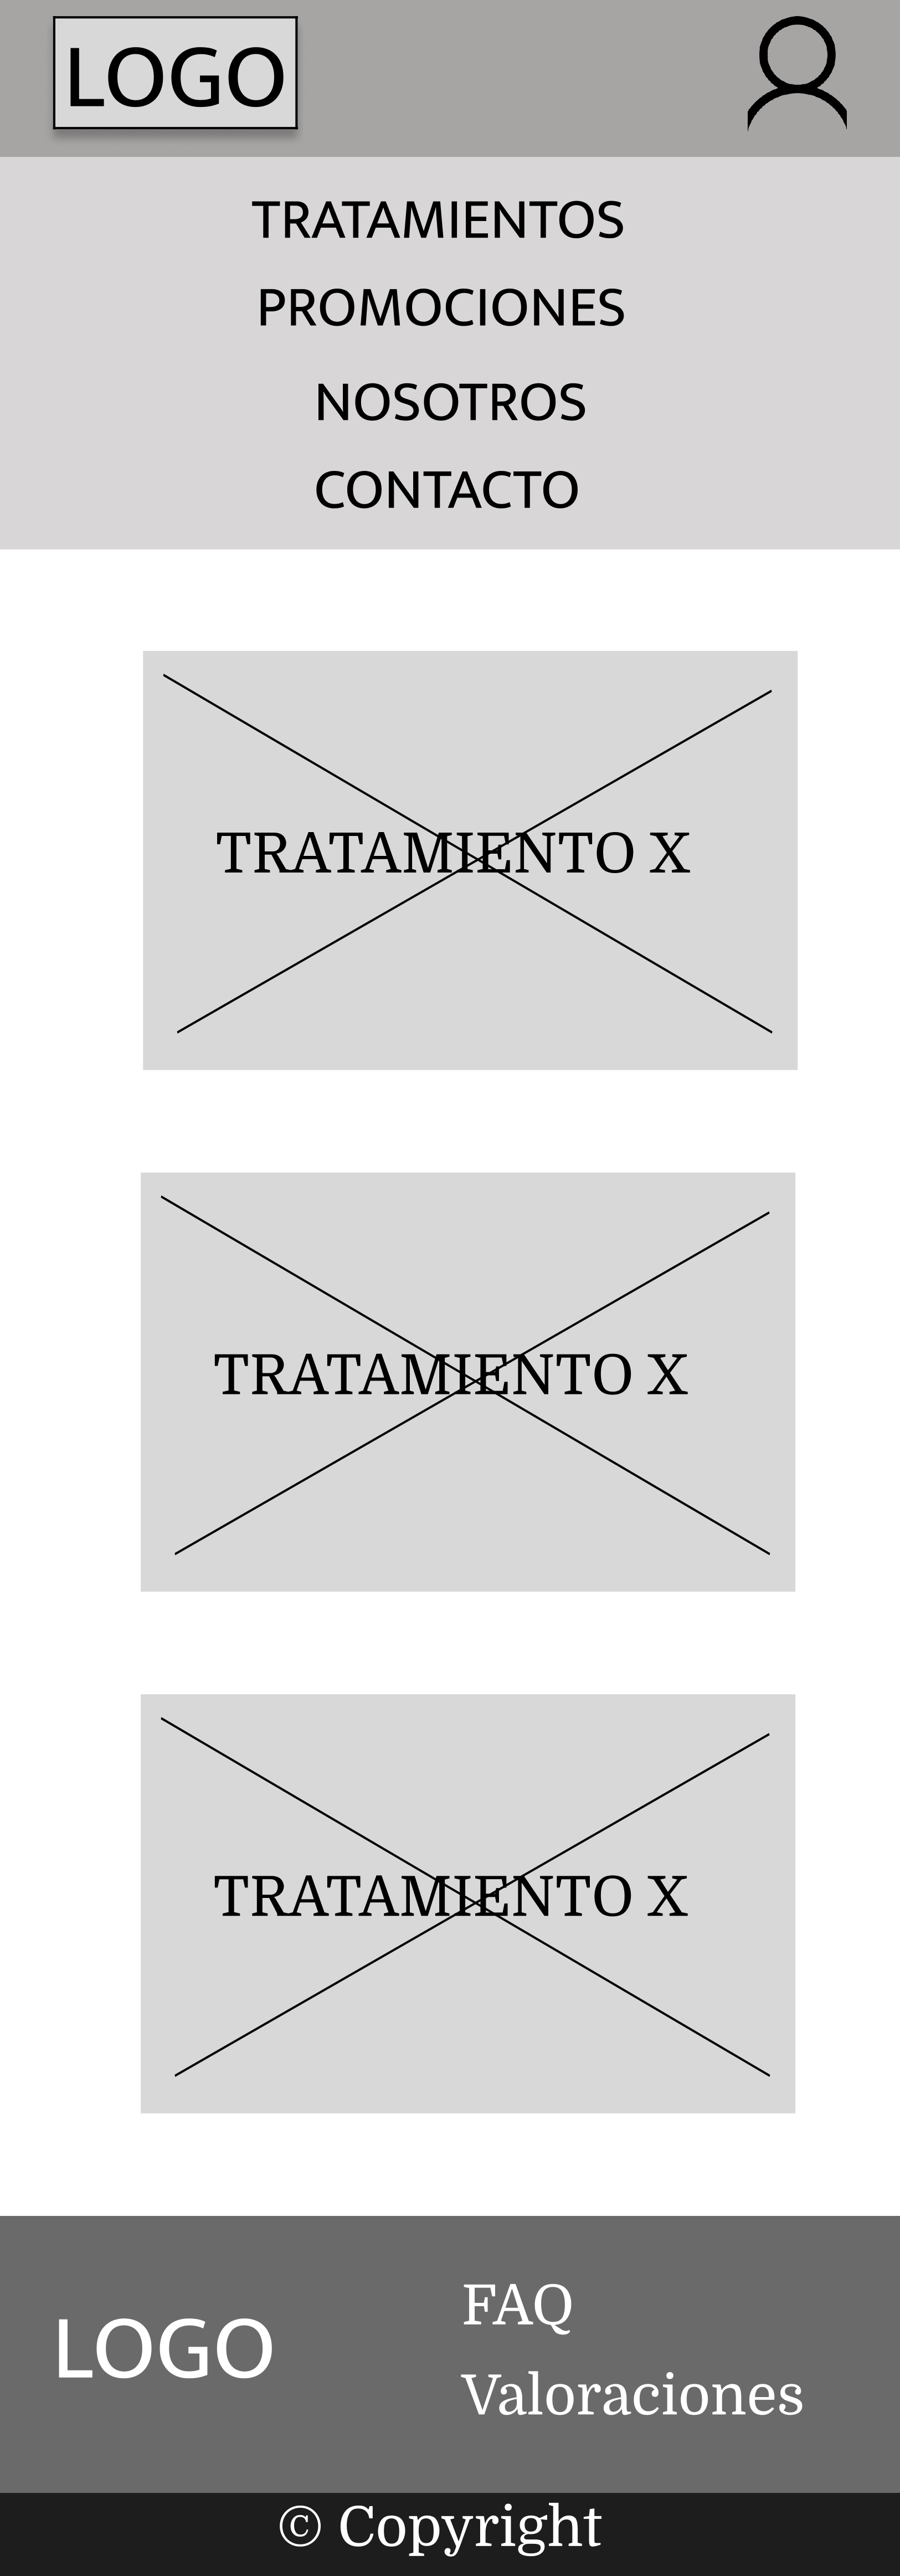 LOGO
TRATAMIENTOS
PROMOCIONES
NOSOTROS
CONTACTO
TRATAMIENTO X
TRATAMIENTO X
TRATAMIENTO X
LOGO
FAQ
Valoraciones
© Copyright